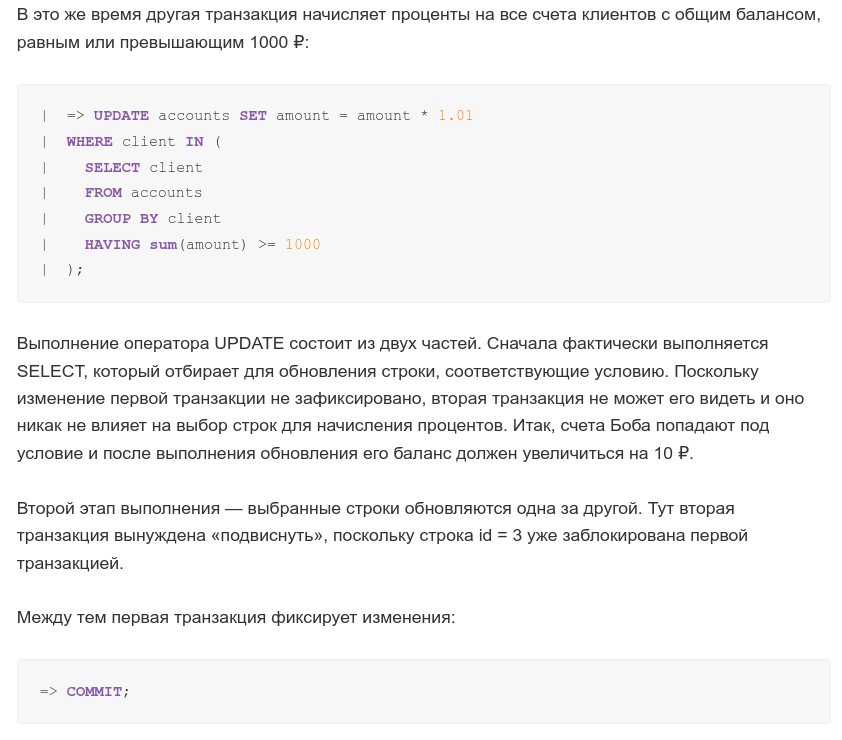 В это же время другая транзакция начисляет проценты на все счета клиентов с общим балансом,
равным или превышающим 1000 ₽:
|  => UPDATE accounts SET amount = amount * 1.01
|  WHERE client IN (
|    SELECT client
|    FROM accounts
|    GROUP BY client
|    HAVING sum(amount) >= 1000
|  );
Выполнение оператора UPDATE состоит из двух частей. Сначала фактически выполняется
SELECT, который отбирает для обновления строки, соответствующие условию. Поскольку
изменение первой транзакции не зафиксировано, вторая транзакция не может его видеть и оно
никак не влияет на выбор строк для начисления процентов. Итак, счета Боба попадают под
условие и после выполнения обновления его баланс должен увеличиться на 10 ₽.
Второй этап выполнения — выбранные строки обновляются одна за другой. Тут вторая
транзакция вынуждена «подвиснуть», поскольку строка id = 3 уже заблокирована первой
транзакцией.
Между тем первая транзакция фиксирует изменения:
=> COMMIT;